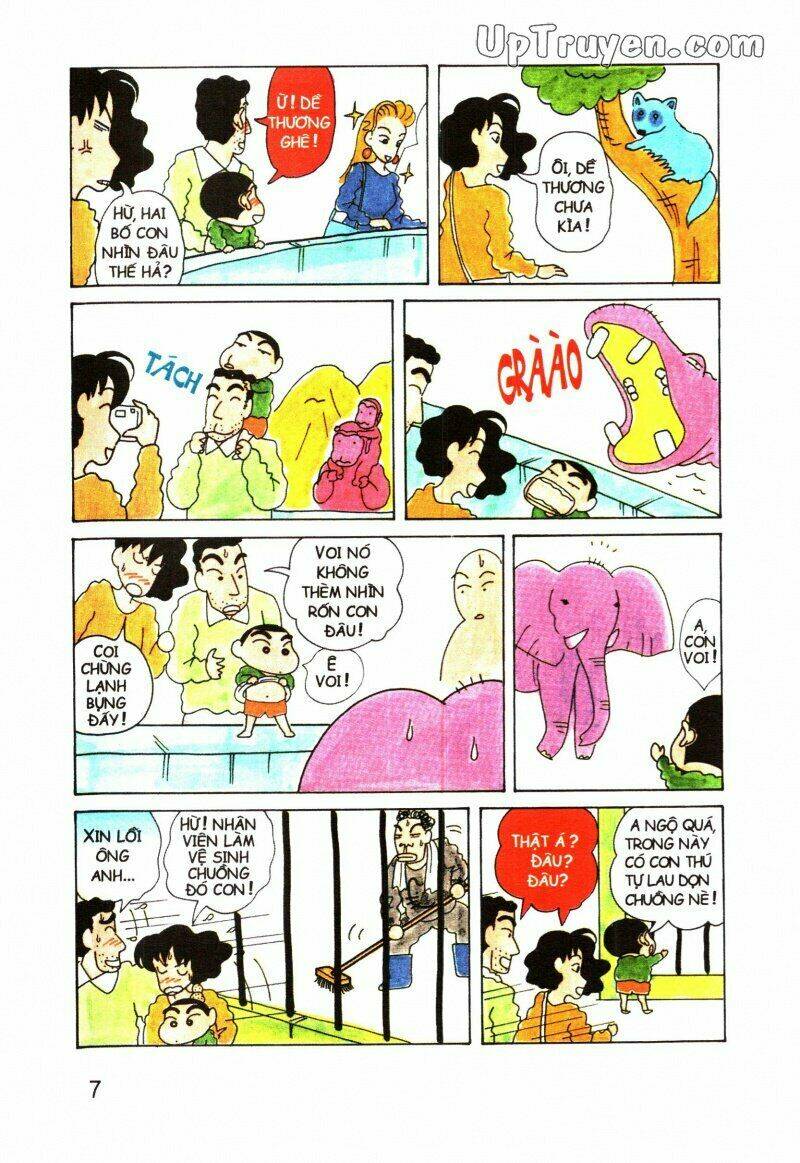 UpTruyen.com
ÔI, DỄ
THƯƠNG
CHƯA
KÌA!
Ừ! DỄ
THƯƠNG
GHÊ!
HỪ, HAI
BỐ CON
NHÌN ĐÂU
THẾ HẢ?
GRÀÀO
TÁCH
A,
CON
VOI!
VOI NÓ
KHÔNG
THÈM NHÌN
RỐN CON
ĐÂU!
Ê
VOI!
COI
CHỪNG
LẠNH
BỤNG
ĐẤY!
A NGỘ QUÁ,
TRONG NÀY
CÓ CON THÚ
TỰ LAU DỌN
CHUỒNG NÈ!
THẬT Á?
ĐÂU?
ĐÂU?
HỪ! NHÂN
VIÊN LÀM
VỆ SINH
CHUỒNG
ĐÓ CON!
XIN LỖI
ÔNG
ANH...
7